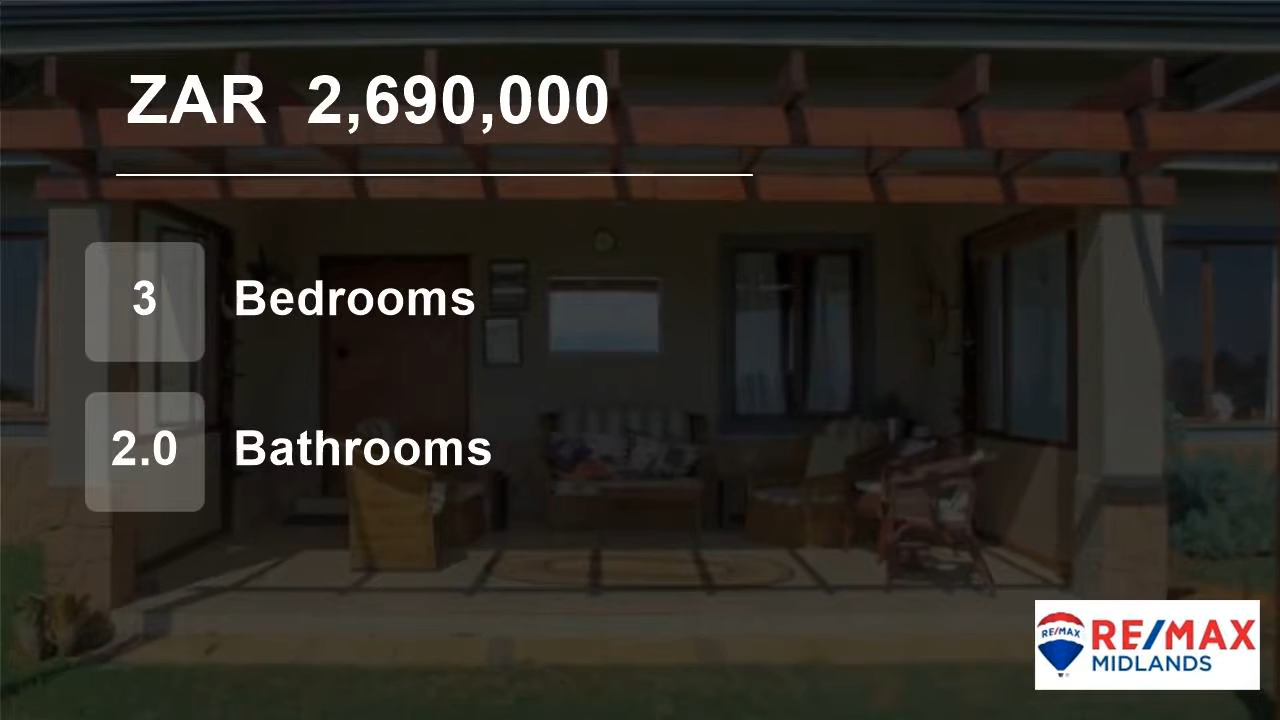 ZAR 2,690,000
3 Bedrooms
2.0 Bathrooms
RE/MAX
RE/MAX
MIDLANDS